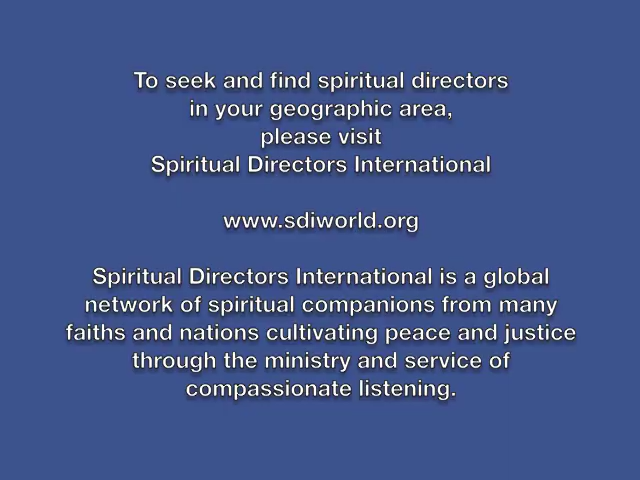 To seek and find spiritual directors
in your geographic area,
please visit
Spiritual Directors International
www.sdiworld.org
Spiritual Directors International is a global
network of spiritual companions from many
faiths and nations cultivating peace and justice
through the ministry and service of
compassionate listening.